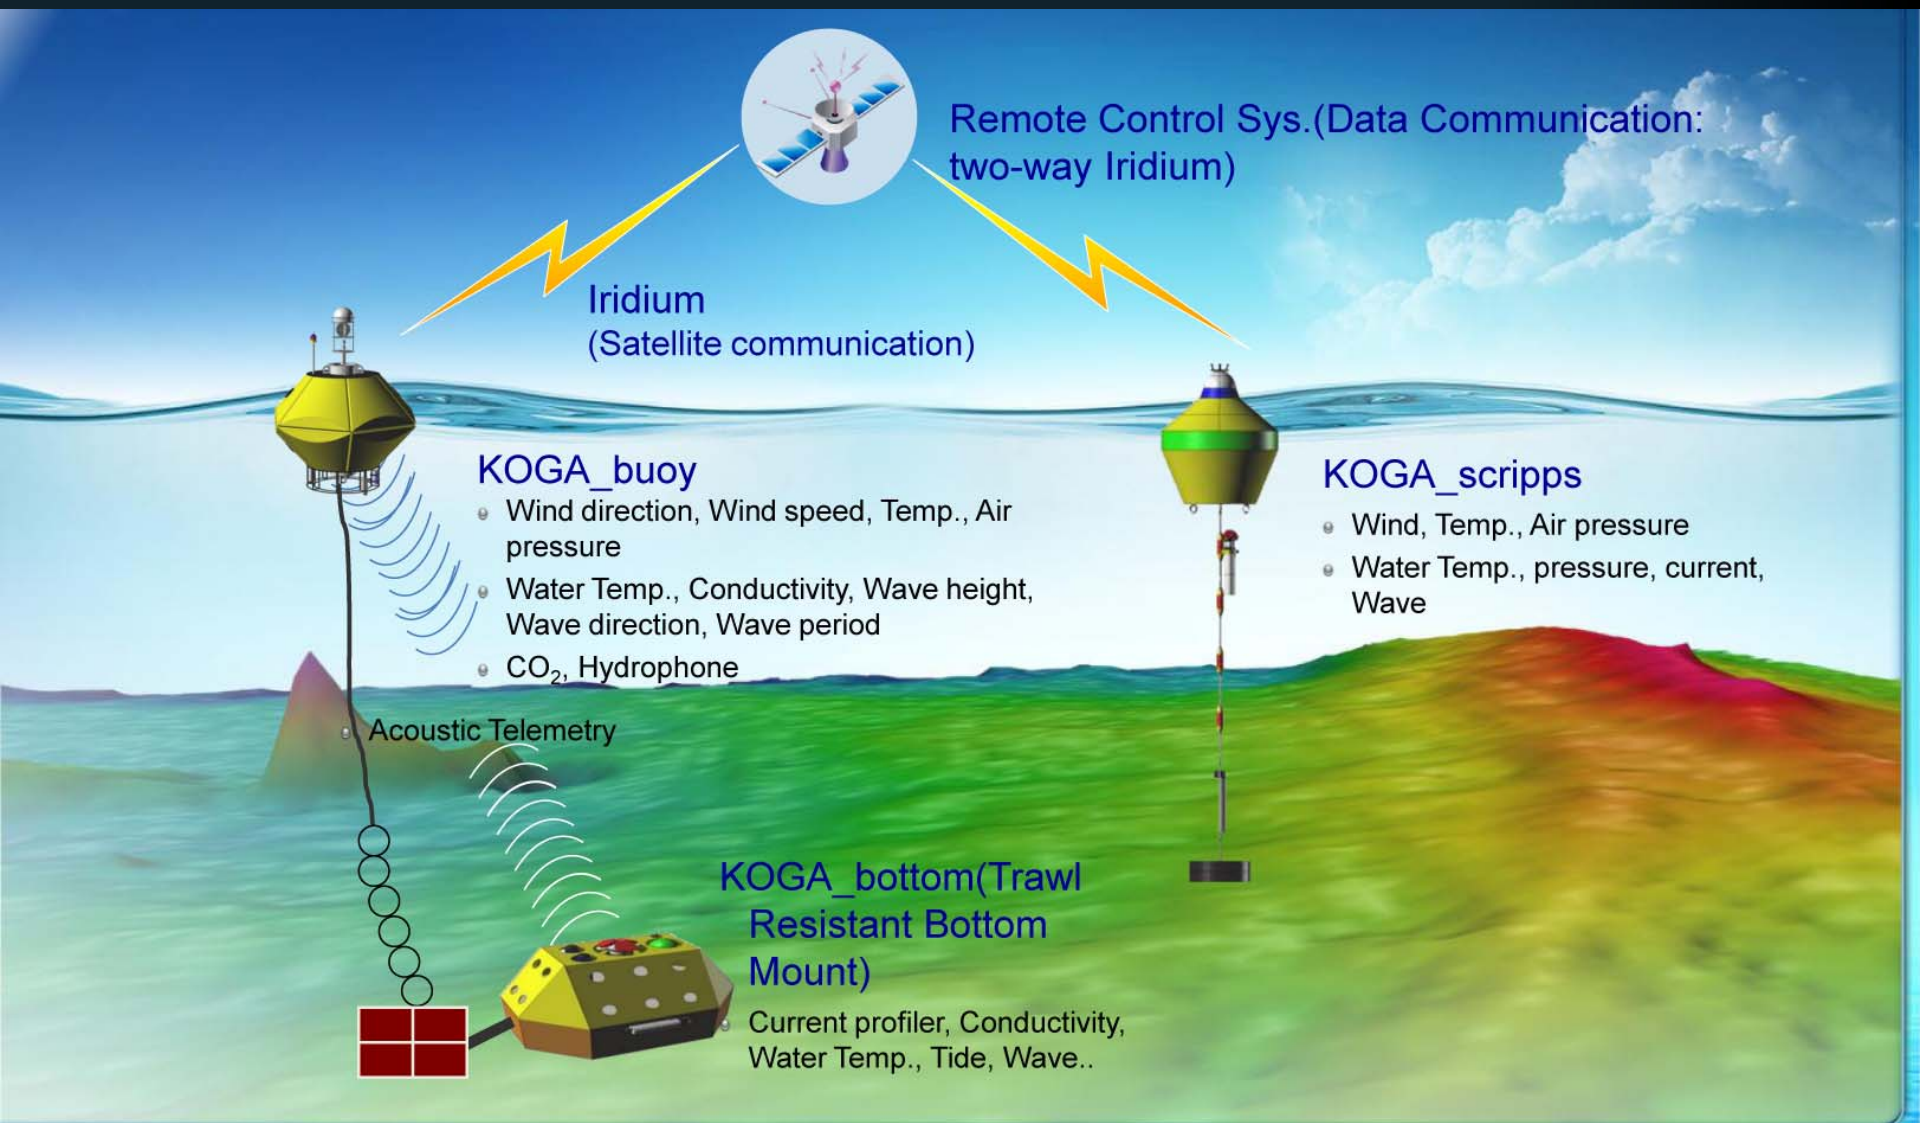 Remote Control Sys.(Data Communication:
two-way Iridium)
Iridium
(Satellite communication)
KOGA_buoy
Wind direction, Wind speed, Temp., Air
pressure
Water Temp., Conductivity, Wave height,
Wave direction, Wave period
CO₂, Hydrophone
Acoustic Telemetry
KOGA_scripps
Wind, Temp., Air pressure
Water Temp., pressure, current,
Wave
KOGA_bottom(Trawl
Resistant Bottom
Mount)
Current profiler, Conductivity,
Water Temp., Tide, Wave..